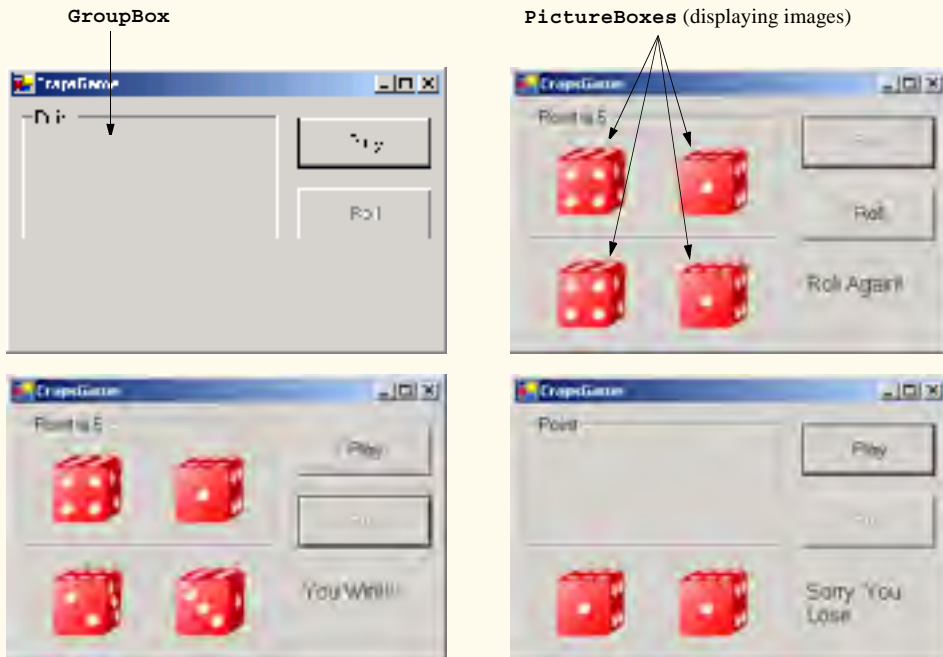 GroupBox
PictureBoxes (displaying images)
CrapsGame
CrapsGame
Point is 5
Roll
Roll
Roll Again!!
CrapsGame
CrapsGame
Point is 5
Point
Play
Play
You Win!!!
Sorry You
Lose